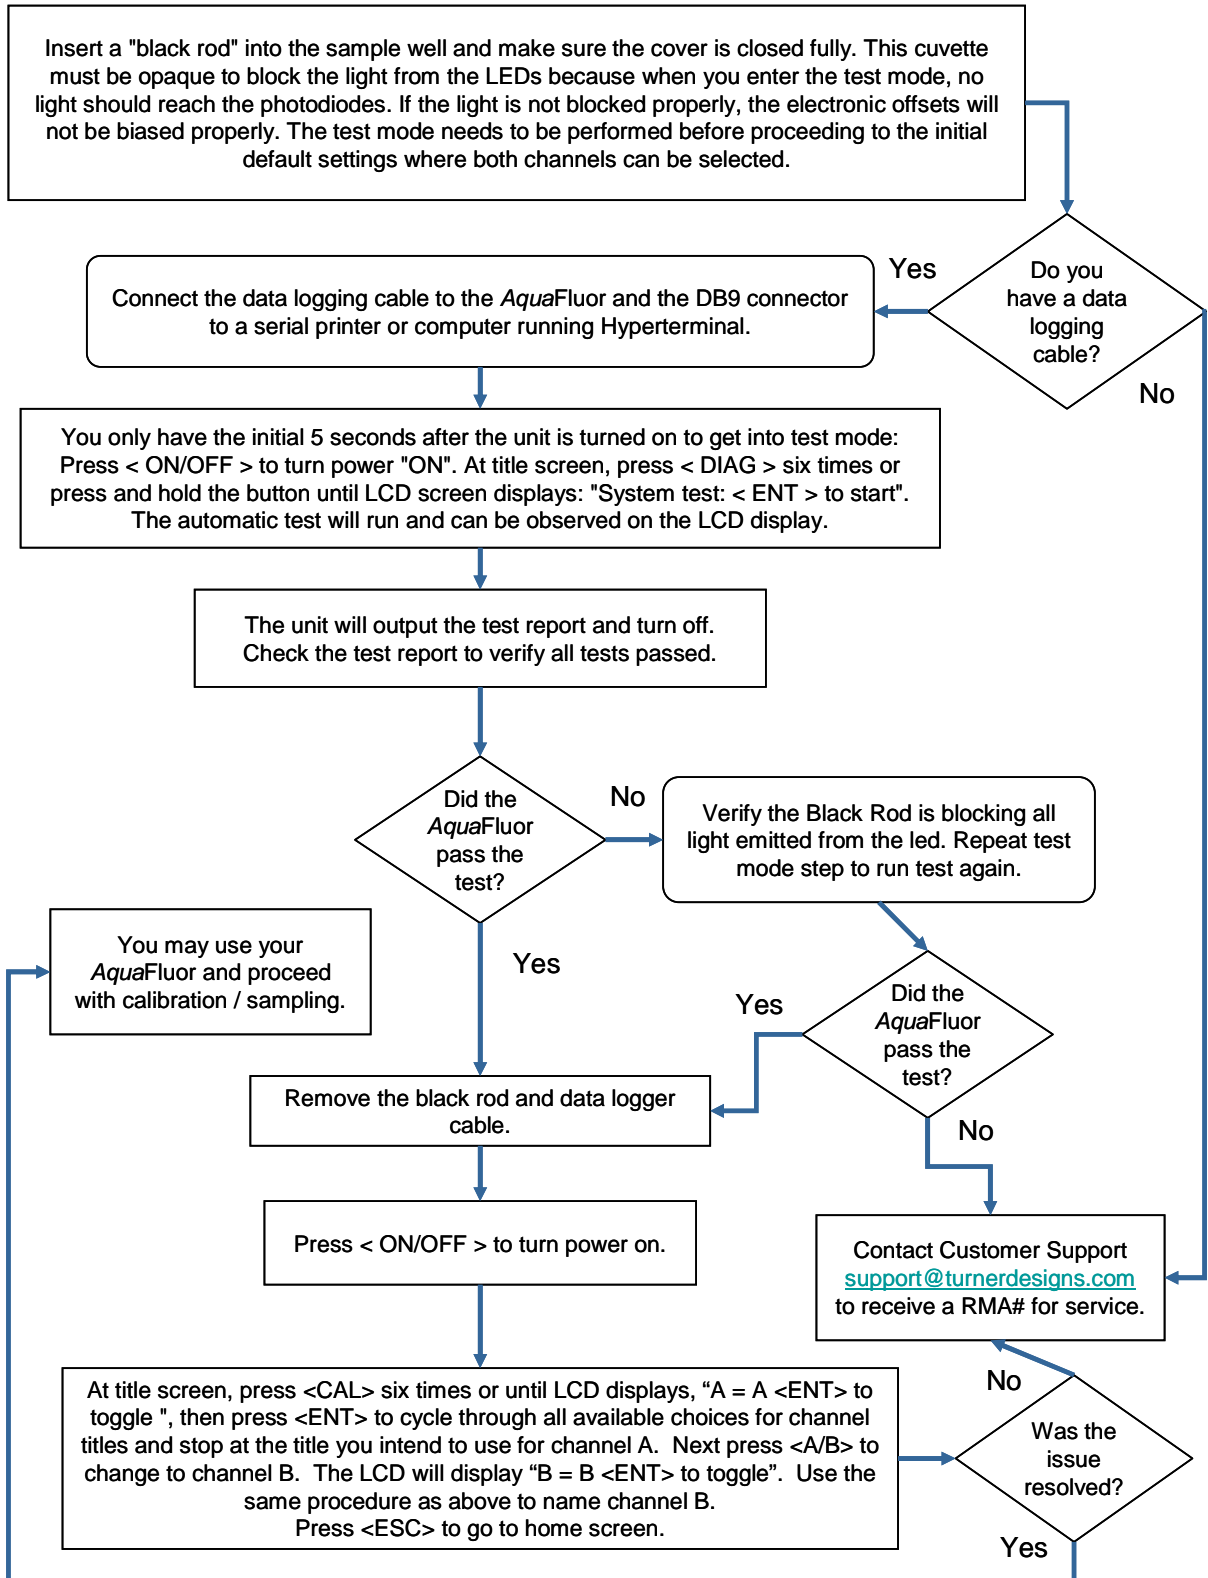 Insert a "black rod" into the sample well and make sure the cover is closed fully. This cuvette
must be opaque to block the light from the LEDs because when you enter the test mode, no
light should reach the photodiodes. If the light is not blocked properly, the electronic offsets will
not be biased properly. The test mode needs to be performed before proceeding to the initial
default settings where both channels can be selected.
Do you
have a data
logging
cable?
Yes
No
Connect the data logging cable to the AquaFluor and the DB9 connector
to a serial printer or computer running Hyperterminal.
You only have the initial 5 seconds after the unit is turned on to get into test mode:
Press < ON/OFF > to turn power "ON". At title screen, press < DIAG > six times or
press and hold the button until LCD screen displays: "System test: < ENT > to start".
The automatic test will run and can be observed on the LCD display.
The unit will output the test report and turn off.
Check the test report to verify all tests passed.
Did the
AquaFluor
pass the
test?
No
Verify the Black Rod is blocking all
light emitted from the led. Repeat test
mode step to run test again.
Yes
You may use your
AquaFluor and proceed
with calibration / sampling.
Did the
AquaFluor
pass the
test?
Yes
No
Remove the black rod and data logger
cable.
Press < ON/OFF > to turn power on.
Contact Customer Support
support@turnerdesigns.com
to receive a RMA# for service.
At title screen, press <CAL> six times or until LCD displays, “A = A <ENT> to
toggle ", then press <ENT> to cycle through all available choices for channel
titles and stop at the title you intend to use for channel A.  Next press <A/B> to
change to channel B.  The LCD will display “B = B <ENT> to toggle”.  Use the
same procedure as above to name channel B.
Press <ESC> to go to home screen.
No
Was the
issue
resolved?
Yes